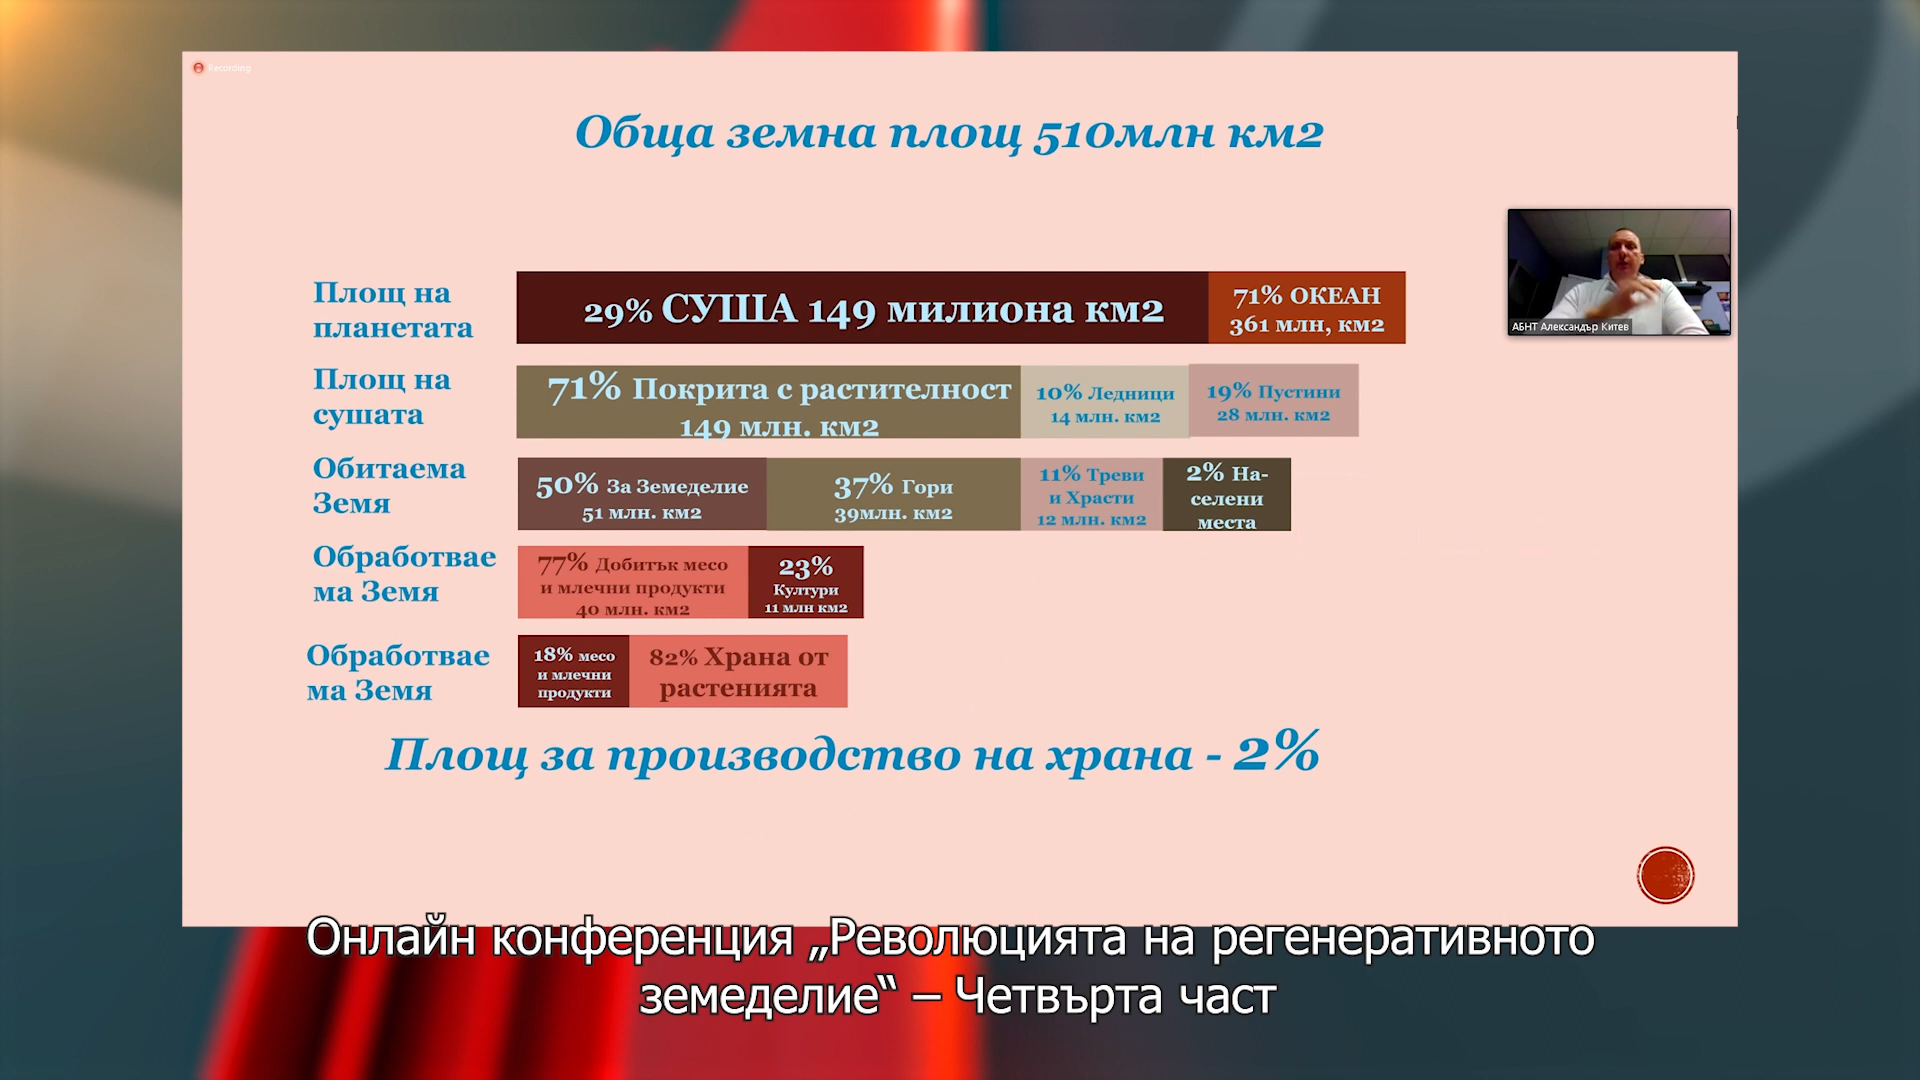 Recording
Обща земна площ 510млн км2
Площ на
планетата
29% СУША 149 милиона км2
71% ОКЕАН
361 млн, км2
АБНТ Александър Китев
Площ на
сушата
71% Покрита с растителност
149 млн. км2
10% Ледници
14 млн. км2
19% Пустини
28 млн. км2
Обитаема
Земя
50% За Земеделие
51 млн. км2
37% Гори
39млн. км2
11% Треви
и Храсти
12 млн. км2
2% На-
селени
места
Обработвае
ма Земя
77% Добитък месо
и млечни продукти
40 млн. км2
23%
Култури
11 млн км2
Обработвае
ма Земя
18% месо
и млечни
продукти
82% Храна от
растенията
Площ за производство на храна - 2%
Онлайн конференция „Революцията на регенеративното
земеделие“ – Четвърта част